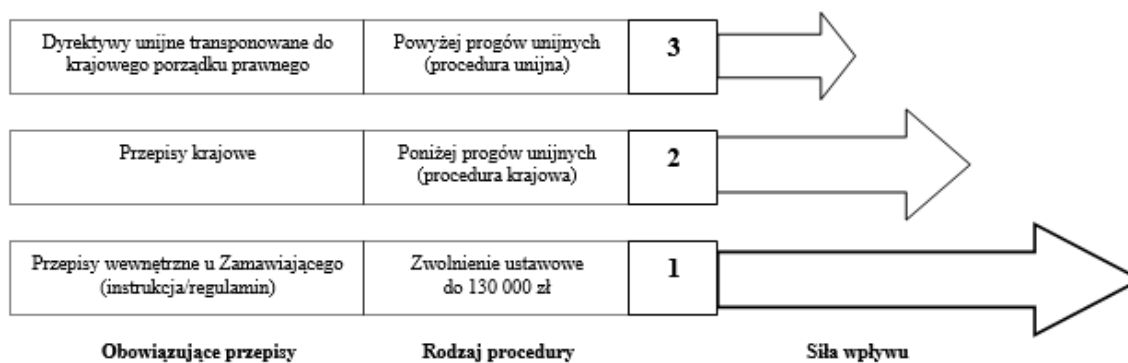 Dyrektywy unijne transponowane do
krajowego porządku prawnego
Powyżej progów unijnych
(procedura unijna)
3
Przepisy krajowe
Poniżej progów unijnych
(procedura krajowa)
2
Przepisy wewnętrzne u Zamawiającego
(instrukcja/regulamin)
Zwolnienie ustawowe
do 130 000 zł
1
Obowiązujące przepisy
Rodzaj procedury
Siła wpływu